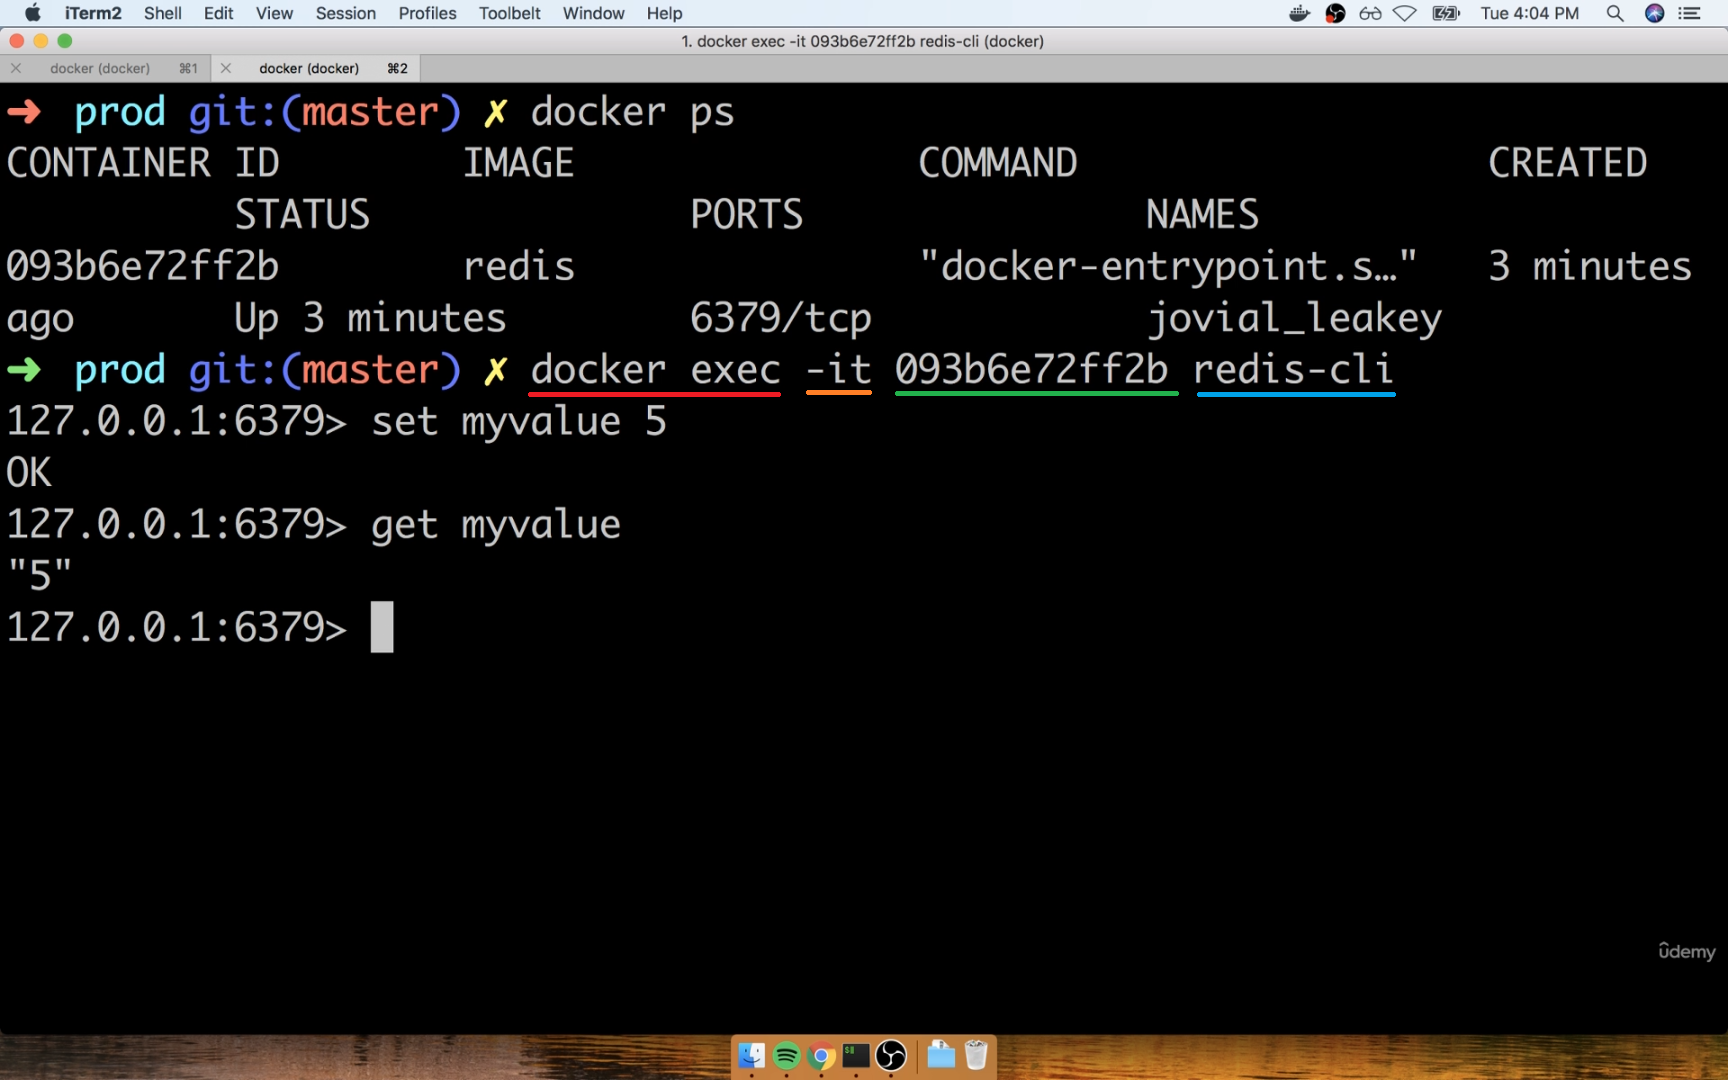 iTerm2 Shell Edit View Session Profiles Toolbelt Window Help Tue 4:04 PM
1. docker exec -it 093b6e72ff2b redis-cli (docker)
docker (docker) ⌘1 docker (docker) ⌘2
➜ prod git:(master) ✗ docker ps
CONTAINER ID IMAGE COMMAND CREATED
STATUS PORTS NAMES
093b6e72ff2b redis "docker-entrypoint.s…" 3 minutes
ago Up 3 minutes 6379/tcp jovial_leakey
➜ prod git:(master) ✗ docker exec -it 093b6e72ff2b redis-cli
127.0.0.1:6379> set myvalue 5
OK
127.0.0.1:6379> get myvalue
"5"
127.0.0.1:6379>
ûdemy